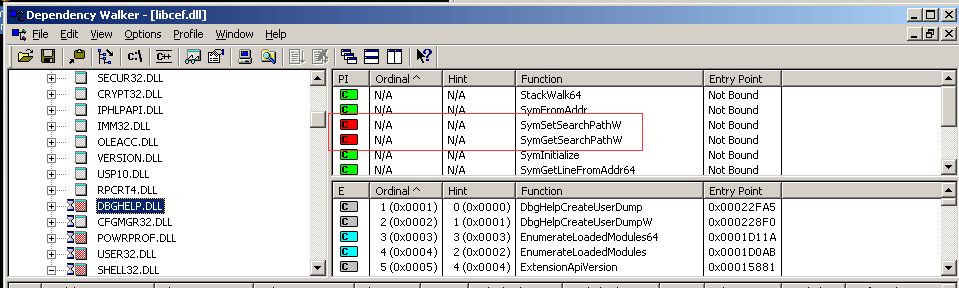 Dependency Walker - [libcef.dll]
File Edit View Options Profile Window Help
c:\ C++
SECUR32.DLL
CRYPT32.DLL
IPHLPAPI.DLL
IMM32.DLL
OLEACC.DLL
VERSION.DLL
USP10.DLL
RPCRT4.DLL
DBGHELP.DLL
CFGMGR32.DLL
POWRPROF.DLL
USER32.DLL
SHELL32.DLL
PI Ordinal ^ Hint Function Entry Point
C N/A N/A StackWalk64 Not Bound
C N/A N/A SymFromAddr Not Bound
C N/A N/A SymSetSearchPathW Not Bound
C N/A N/A SymGetSearchPathW Not Bound
C N/A N/A SymInitialize Not Bound
C N/A N/A SymGetLineFromAddr64 Not Bound
E Ordinal ^ Hint Function Entry Point
C 1 (0x0001) 0 (0x0000) DbgHelpCreateUserDump 0x00022FA5
C 2 (0x0002) 1 (0x0001) DbgHelpCreateUserDumpW 0x000228F0
C 3 (0x0003) 3 (0x0003) EnumerateLoadedModules64 0x0001D11A
C 4 (0x0004) 2 (0x0002) EnumerateLoadedModules 0x0001D0AB
C 5 (0x0005) 4 (0x0004) ExtensionApiVersion 0x00015881